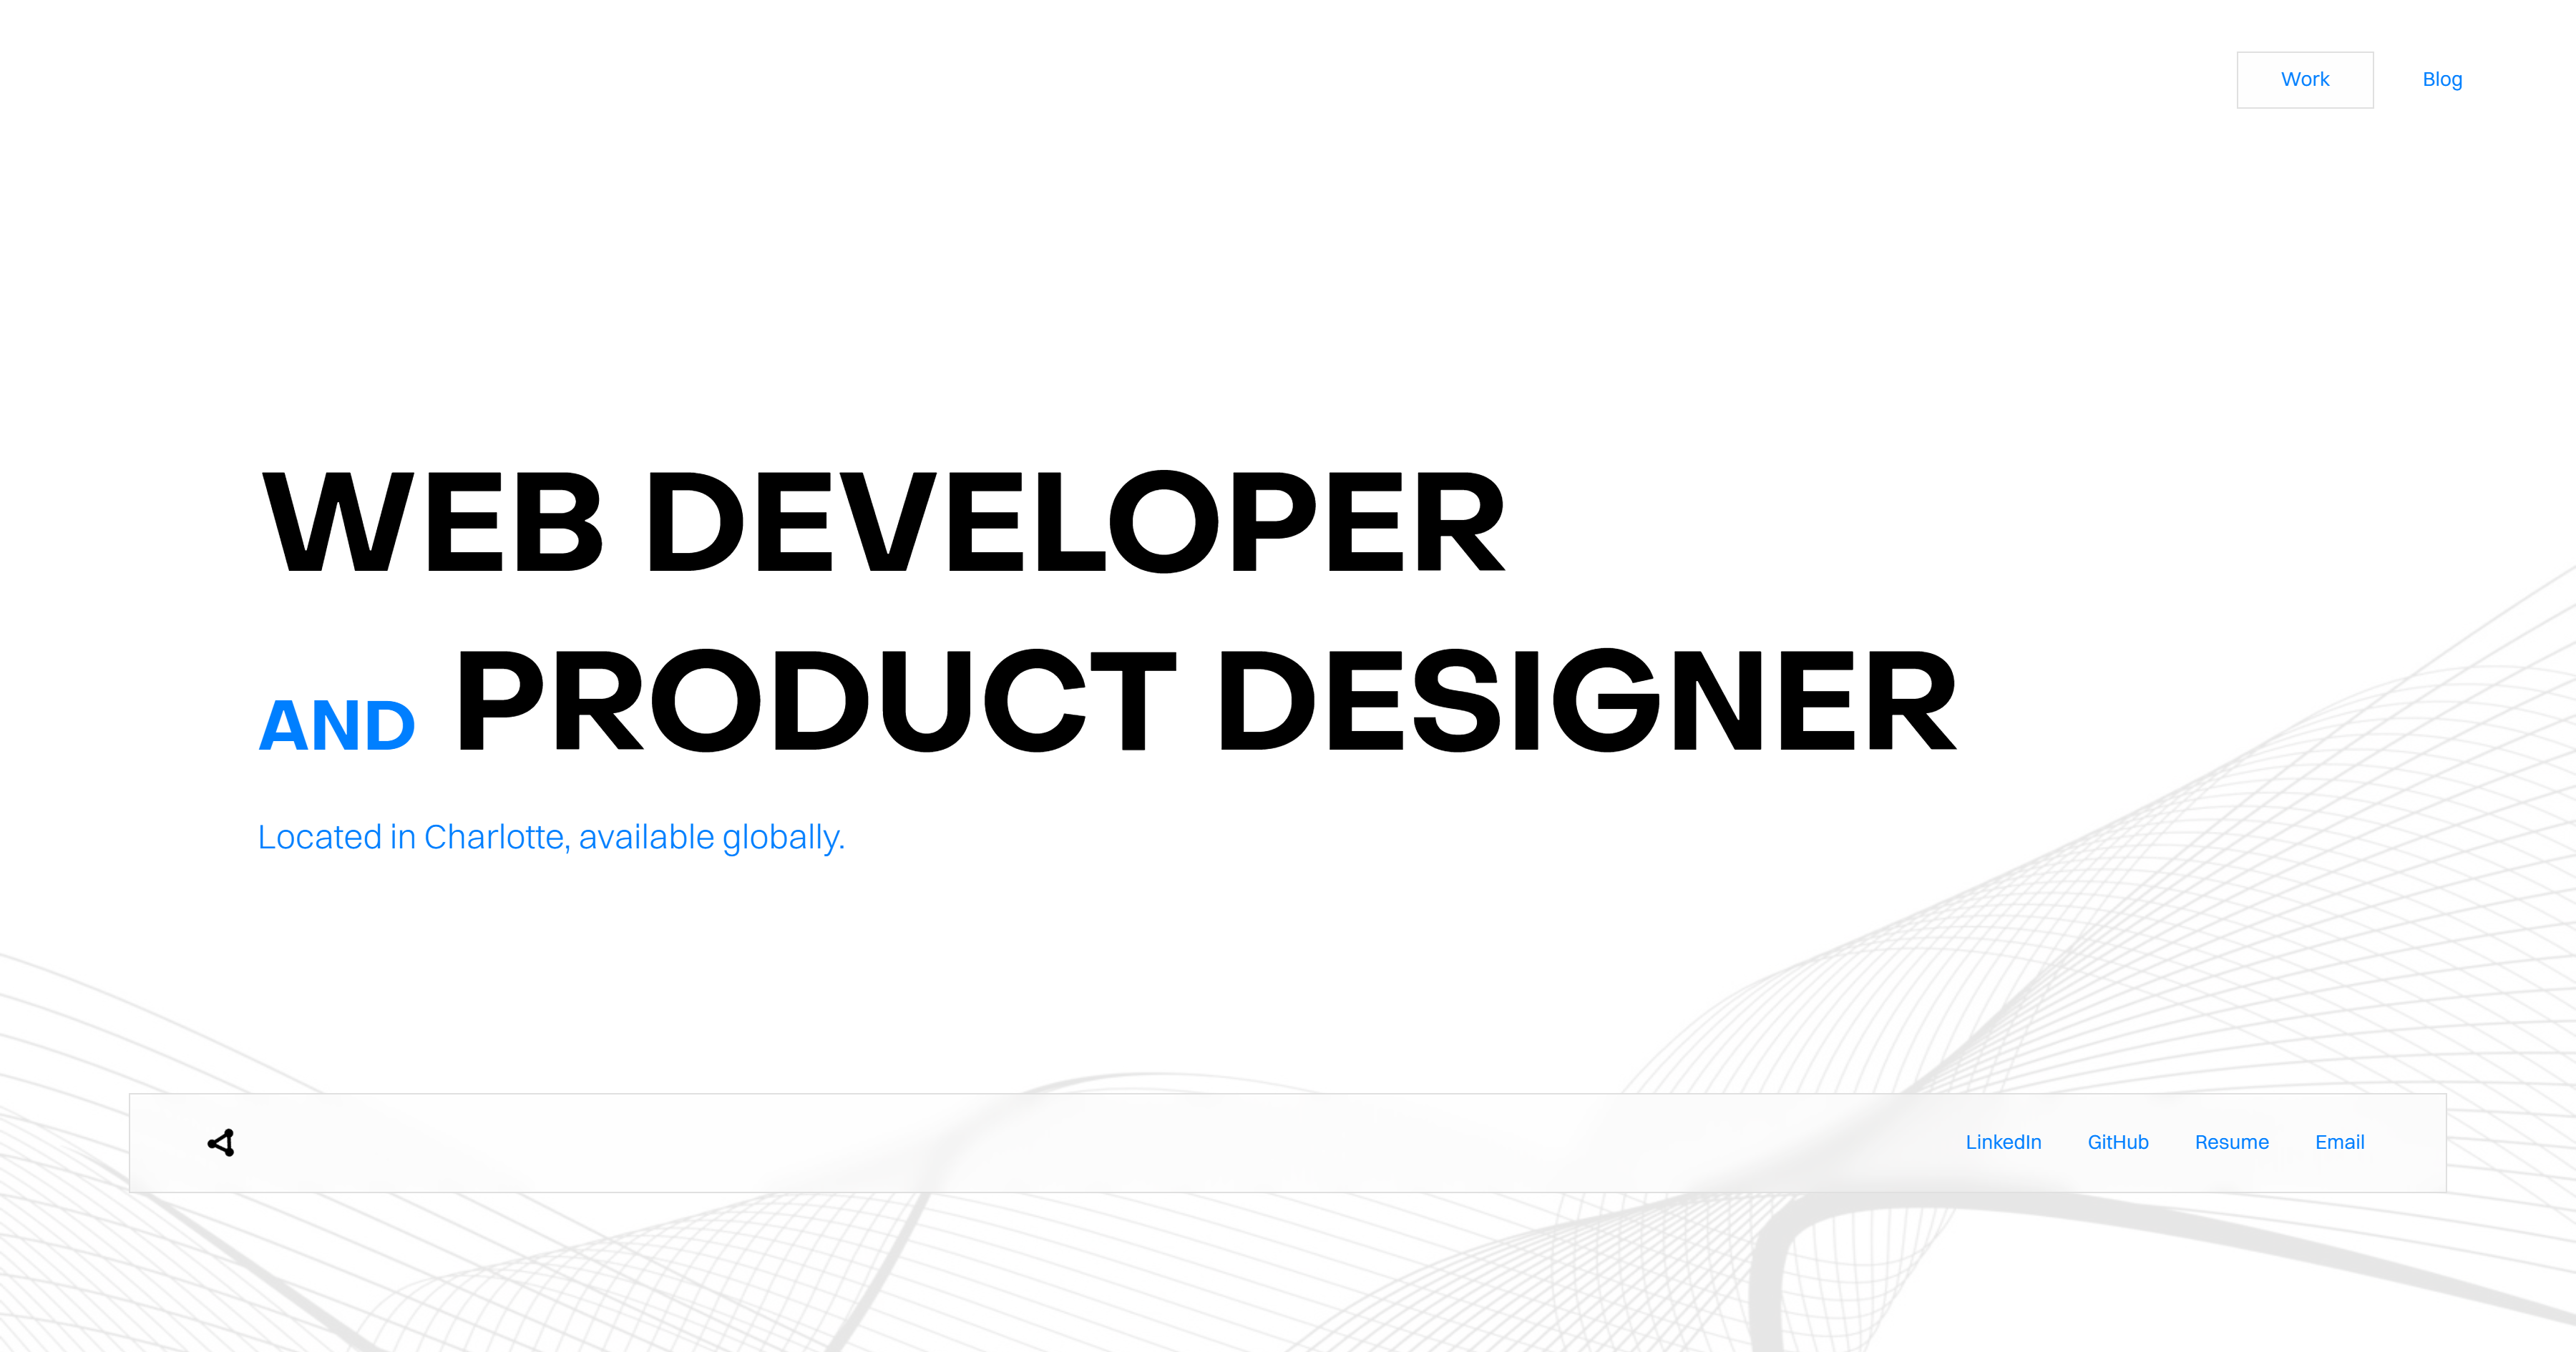 Work Blog
WEB DEVELOPER
AND PRODUCT DESIGNER
Located in Charlotte, available globally.
LinkedIn GitHub Resume Email